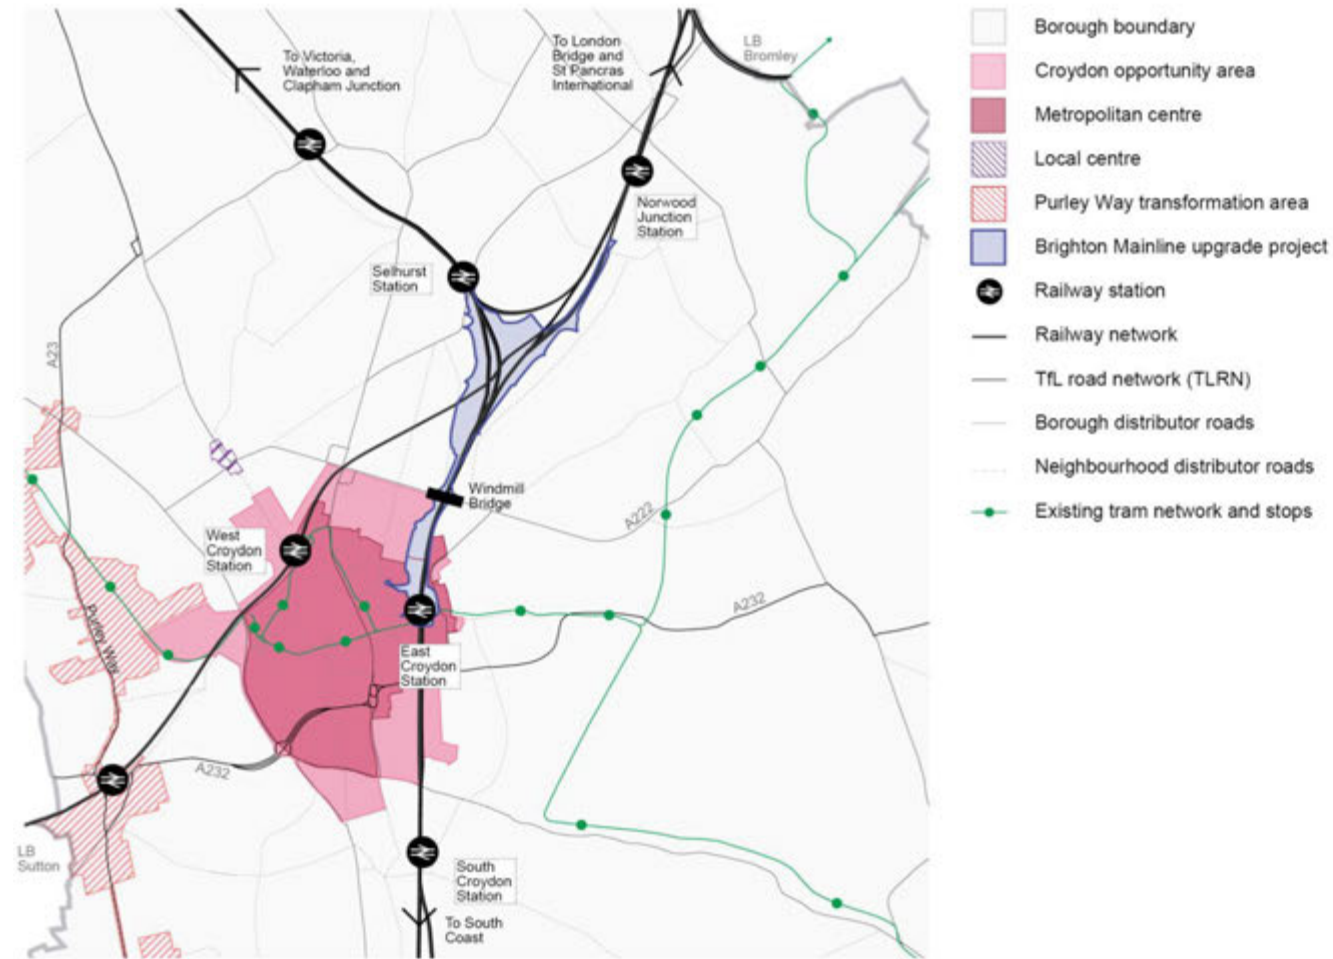 To Victoria,
Waterloo and
Clapham Junction
To London
Bridge and
St Pancras
International
LB
Bromley
Norwood
Junction
Station
Selhurst
Station
A23
Windmill
Bridge
A222
West
Croydon
Station
Purley Way
A232
East
Croydon
Station
A232
LB
Sutton
South
Croydon
Station
To South
Coast
Borough boundary
Croydon opportunity area
Metropolitan centre
Local centre
Purley Way transformation area
Brighton Mainline upgrade project
Railway station
Railway network
TfL road network (TLRN)
Borough distributor roads
Neighbourhood distributor roads
Existing tram network and stops